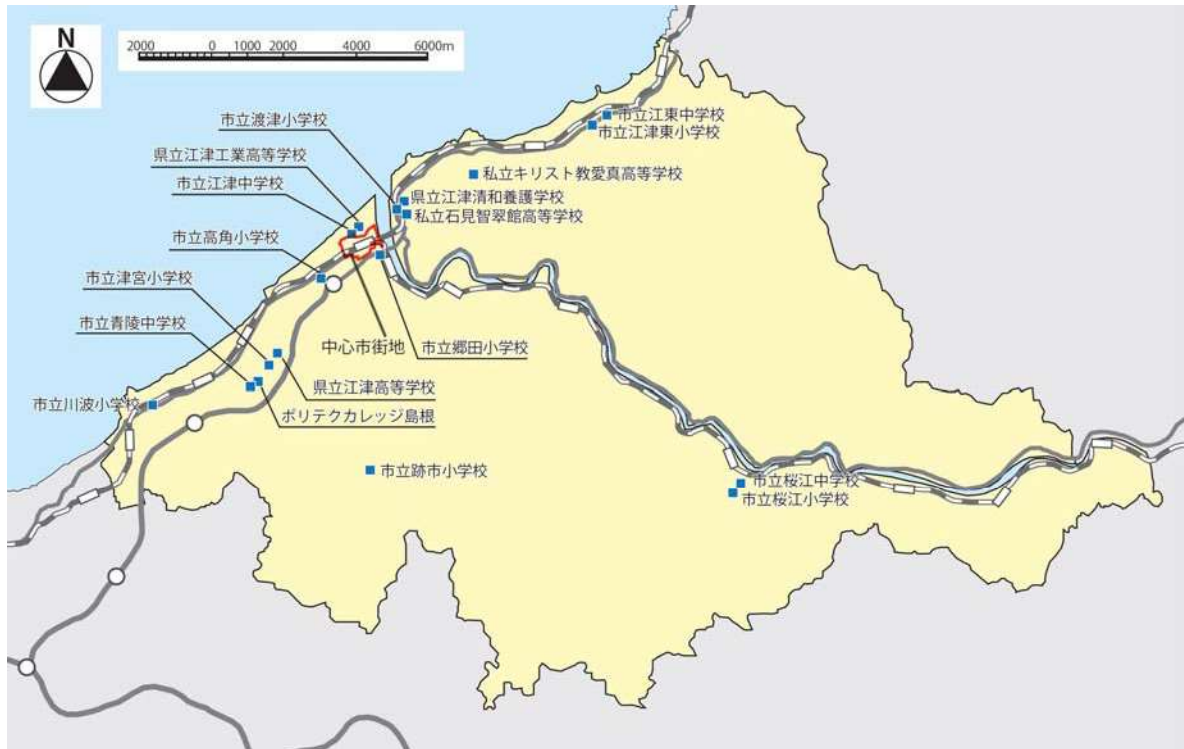 N
2000 0 1000 2000 4000 6000m
市立江東中学校
市立江津東小学校
市立渡津小学校
県立江津工業高等学校
私立キリスト教愛真高等学校
市立江津中学校
県立江津清和養護学校
私立石見智翠館高等学校
市立高角小学校
市立津宮小学校
市立青陵中学校
中心市街地
市立郷田小学校
県立江津高等学校
市立川波小学校
ポリテクカレッジ島根
市立跡市小学校
市立桜江中学校
市立桜江小学校